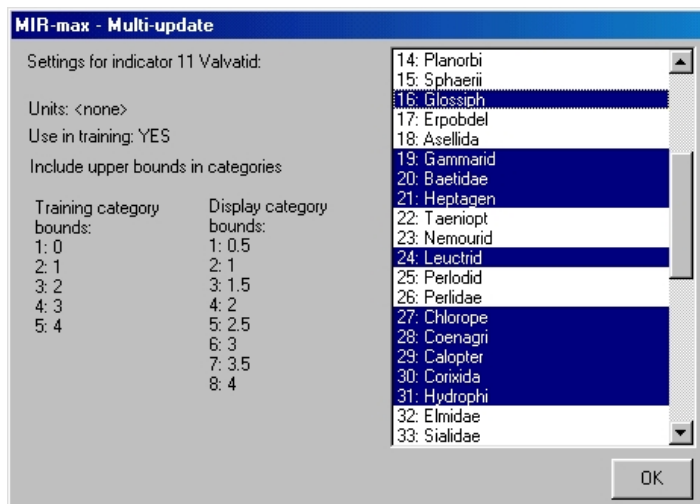 MIR-max - Multi-update
Settings for indicator 11 Valvatid:
Units: <none>
Use in training: YES
Include upper bounds in categories
Training category bounds:
1: 0
2: 1
3: 2
4: 3
5: 4
Display category bounds:
1: 0.5
2: 1
3: 1.5
4: 2
5: 2.5
6: 3
7: 3.5
8: 4
14: Planorbi
15: Sphaerii
16: Glossiph
17: Erpobdel
18: Asellida
19: Gammarid
20: Baetidae
21: Heptagen
22: Taeniopt
23: Nemourid
24: Leuctrid
25: Perlodid
26: Perlidae
27: Chlorope
28: Coenagri
29: Calopter
30: Corixida
31: Hydrophi
32: Elmidae
33: Sialidae
OK